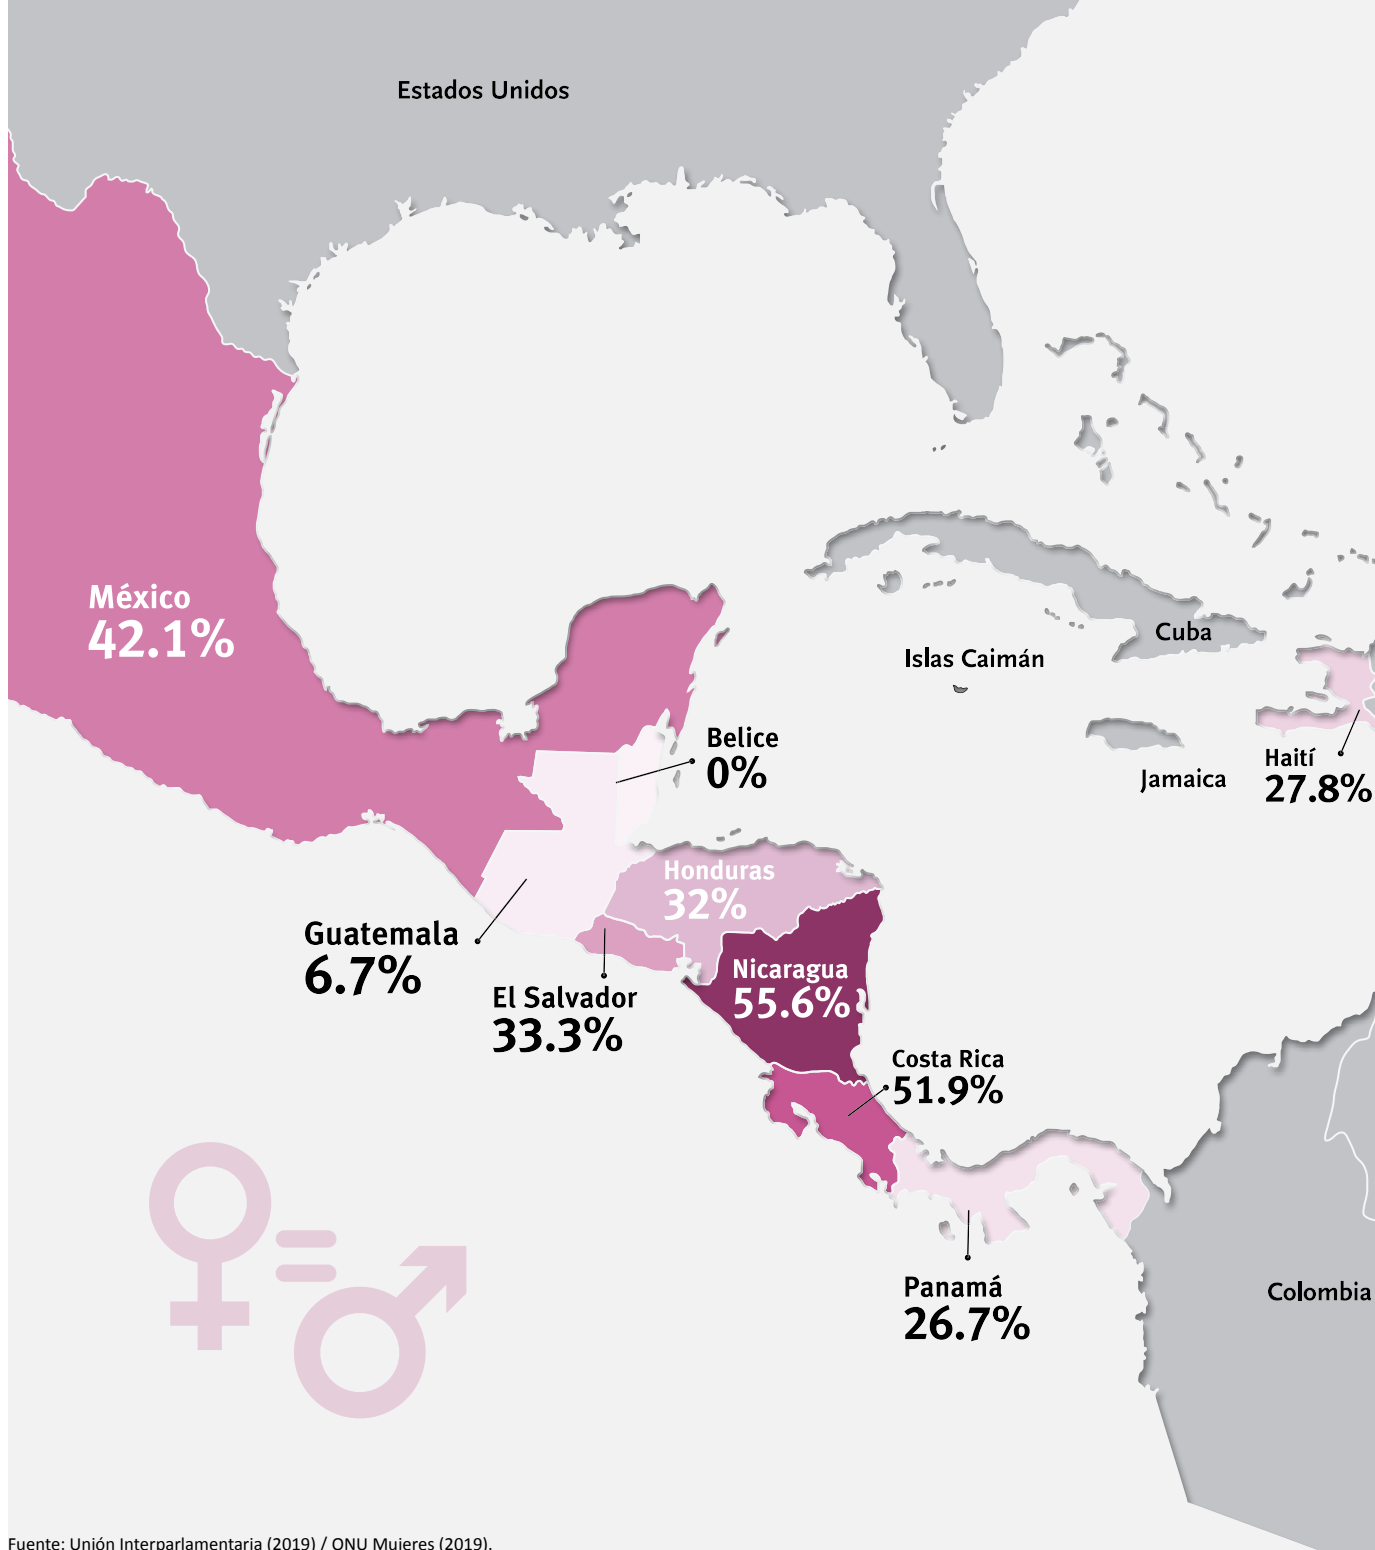 Estados Unidos
México
42.1%
Cuba
Islas Caimán
Belice
0%
Haití
27.8%
Jamaica
Honduras
32%
Guatemala
6.7%
Nicaragua
55.6%
El Salvador
33.3%
Costa Rica
51.9%
Panamá
26.7%
Colombia
Fuente: Unión Interparlamentaria (2019) / ONU Mujeres (2019).